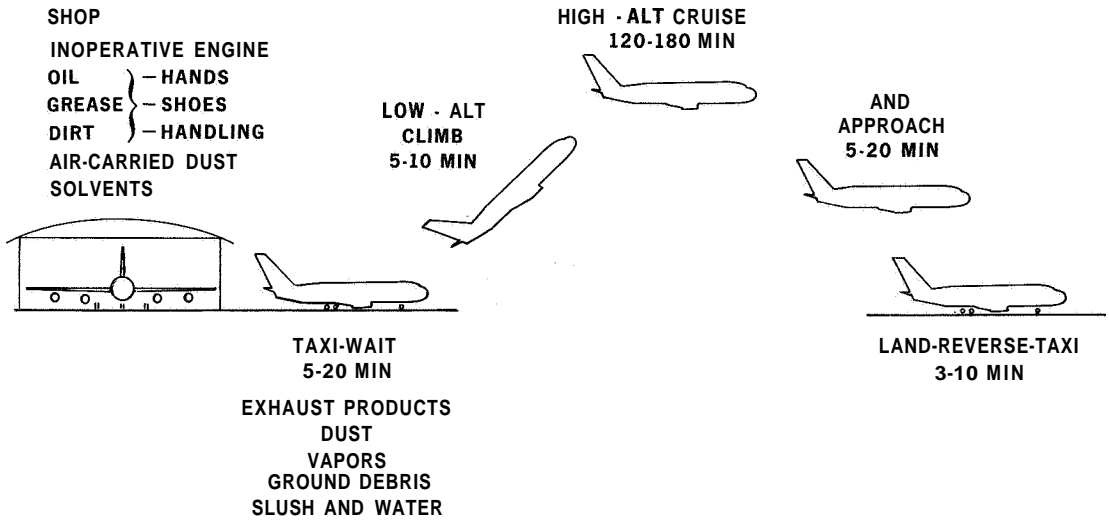 SHOP
INOPERATIVE ENGINE
OIL – HANDS
GREASE – SHOES
DIRT – HANDLING
AIR-CARRIED DUST
SOLVENTS
LOW - ALT
CLIMB
5-10 MIN
HIGH - ALT CRUISE
120-180 MIN
AND
APPROACH
5-20 MIN
TAXI-WAIT
5-20 MIN
EXHAUST PRODUCTS
DUST
VAPORS
GROUND DEBRIS
SLUSH AND WATER
LAND-REVERSE-TAXI
3-10 MIN